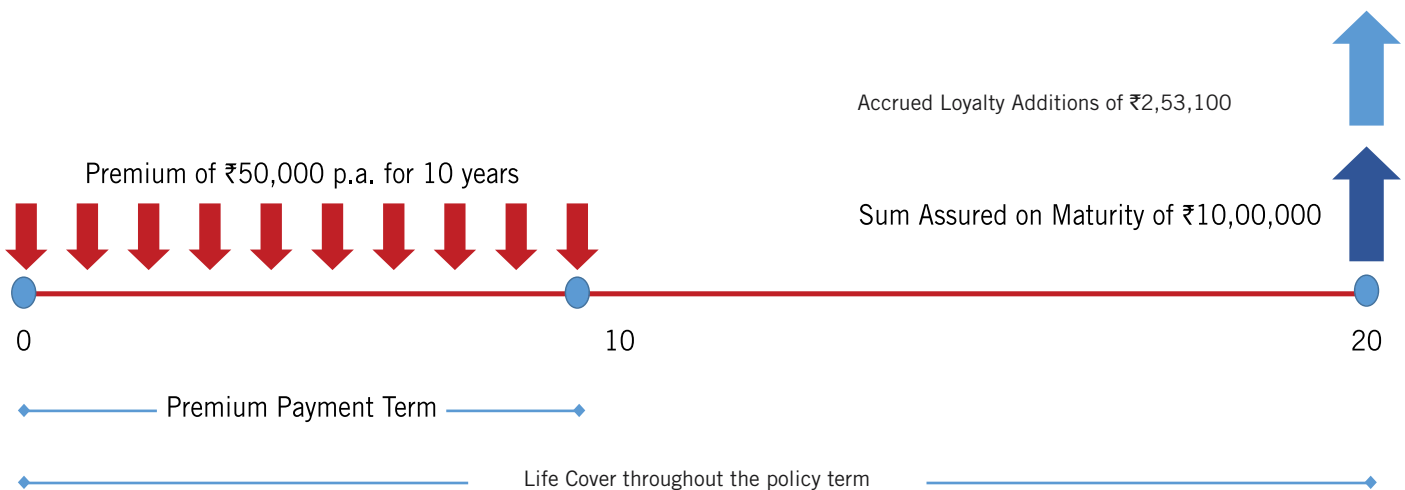 Accrued Loyalty Additions of ₹2,53,100
Premium of ₹50,000 p.a. for 10 years
Sum Assured on Maturity of ₹10,00,000
0
10
20
Premium Payment Term
Life Cover throughout the policy term